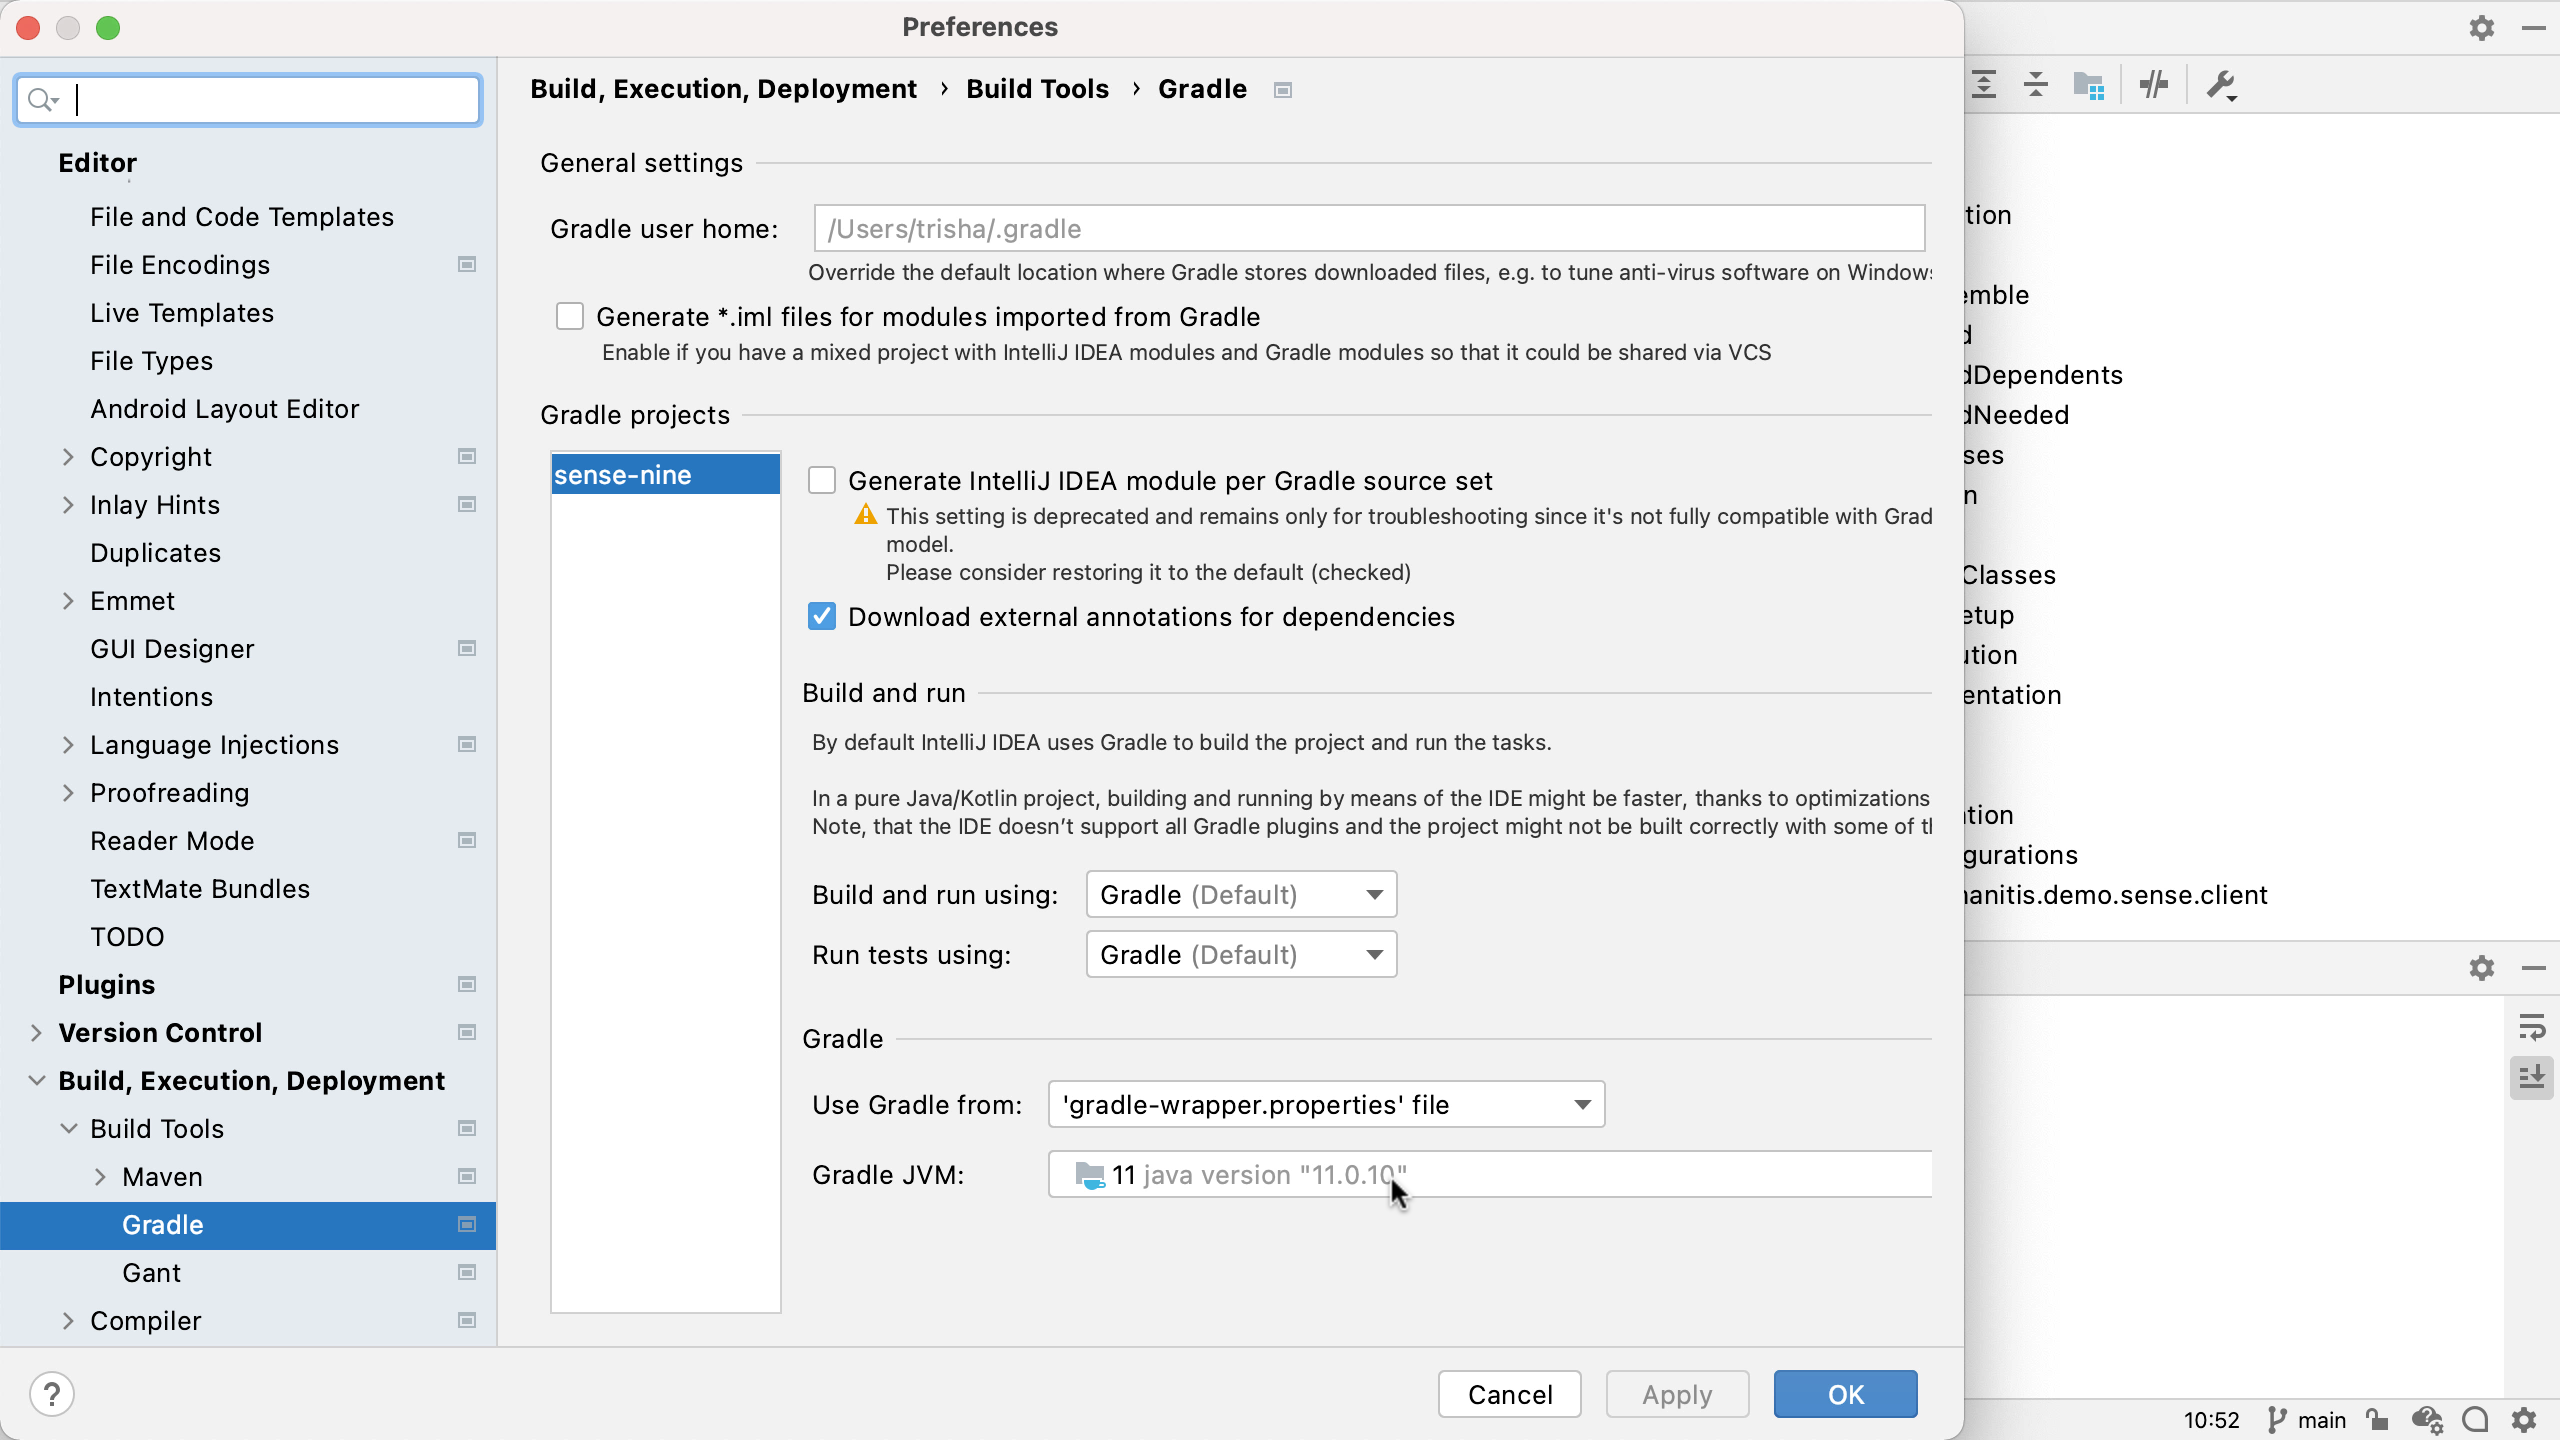 Preferences
Editor
File and Code Templates
File Encodings
Live Templates
File Types
Android Layout Editor
Copyright
Inlay Hints
Duplicates
Emmet
GUI Designer
Intentions
Language Injections
Proofreading
Reader Mode
TextMate Bundles
TODO
Plugins
Version Control
Build, Execution, Deployment
Build Tools
Maven
Gradle
Gant
Compiler
?
Build, Execution, Deployment › Build Tools › Gradle
General settings
Gradle user home: /Users/trisha/.gradle
Override the default location where Gradle stores downloaded files, e.g. to tune anti-virus software on Windows
Generate *.iml files for modules imported from Gradle
Enable if you have a mixed project with IntelliJ IDEA modules and Gradle modules so that it could be shared via VCS
Gradle projects
sense-nine
Generate IntelliJ IDEA module per Gradle source set
This setting is deprecated and remains only for troubleshooting since it's not fully compatible with Grad
model.
Please consider restoring it to the default (checked)
Download external annotations for dependencies
Build and run
By default IntelliJ IDEA uses Gradle to build the project and run the tasks.
In a pure Java/Kotlin project, building and running by means of the IDE might be faster, thanks to optimizations
Note, that the IDE doesn't support all Gradle plugins and the project might not be built correctly with some of
Build and run using: Gradle (Default)
Run tests using: Gradle (Default)
Gradle
Use Gradle from: 'gradle-wrapper.properties' file
Gradle JVM: 11 java version "11.0.10"
Cancel
Apply
OK
tion
emble
d
dDependents
dNeeded
ses
n
Classes
etup
ution
entation
tion
gurations
anitis.demo.sense.client
10:52
main